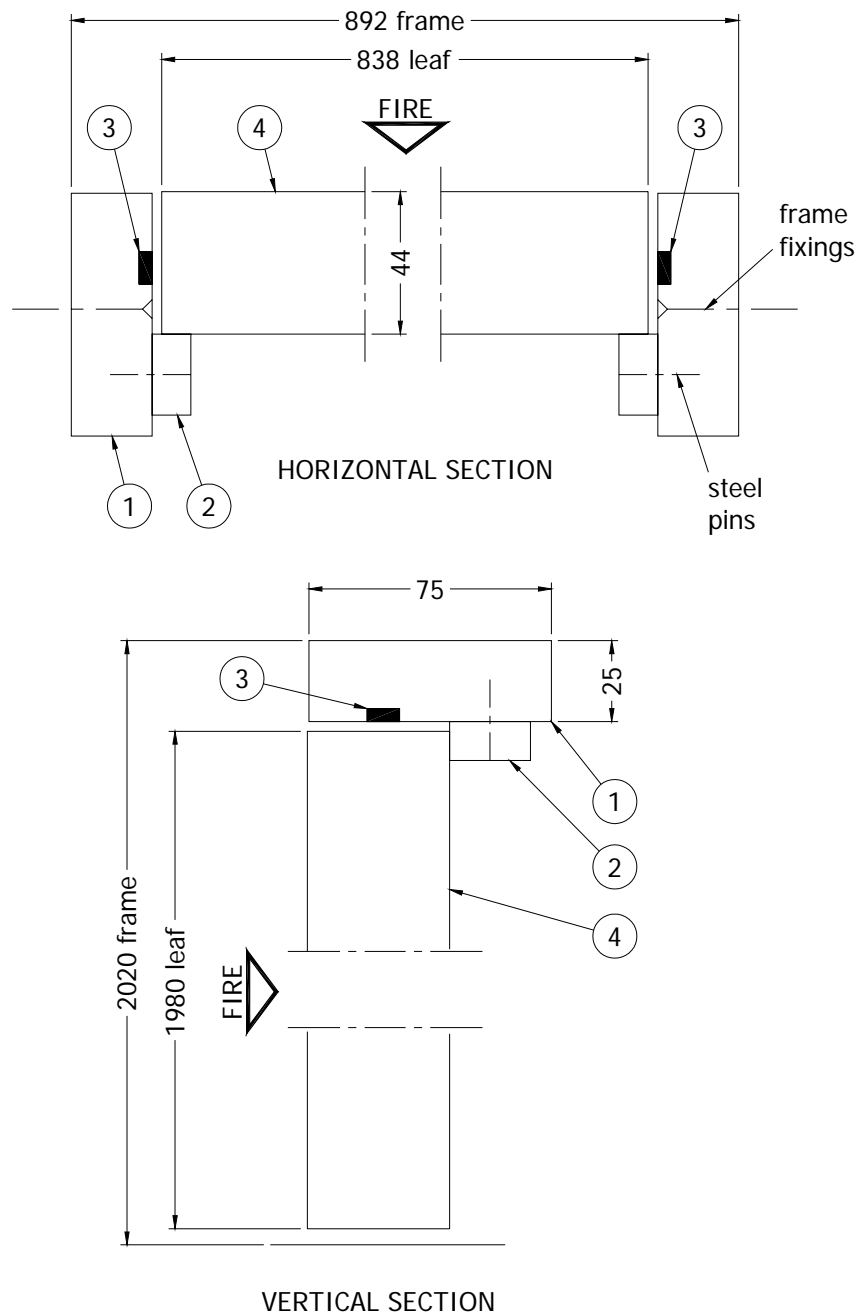 892 frame
838 leaf
FIRE
3
4
3
frame
fixings
44
HORIZONTAL SECTION
1
2
steel
pins
75
3
25
1
2
4
2020 frame
1980 leaf
FIRE
VERTICAL SECTION